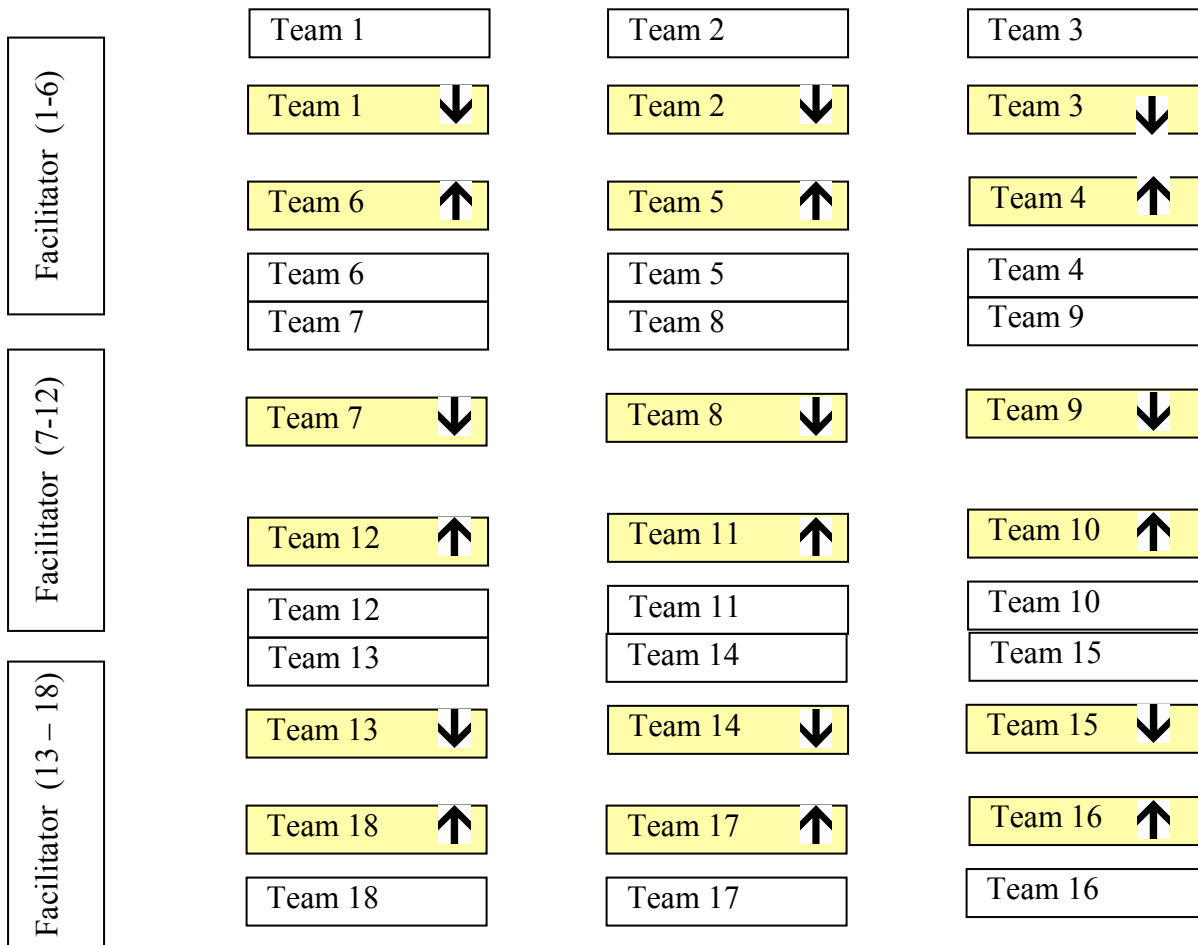 Facilitator (1-6)
Team 1
Team 2
Team 3
Team 1
Team 2
Team 3
Team 6
Team 5
Team 4
Team 6
Team 5
Team 4
Team 7
Team 8
Team 9
Facilitator (7-12)
Team 7
Team 8
Team 9
Team 12
Team 11
Team 10
Team 12
Team 11
Team 10
Team 13
Team 14
Team 15
Facilitator (13 – 18)
Team 13
Team 14
Team 15
Team 18
Team 17
Team 16
Team 18
Team 17
Team 16